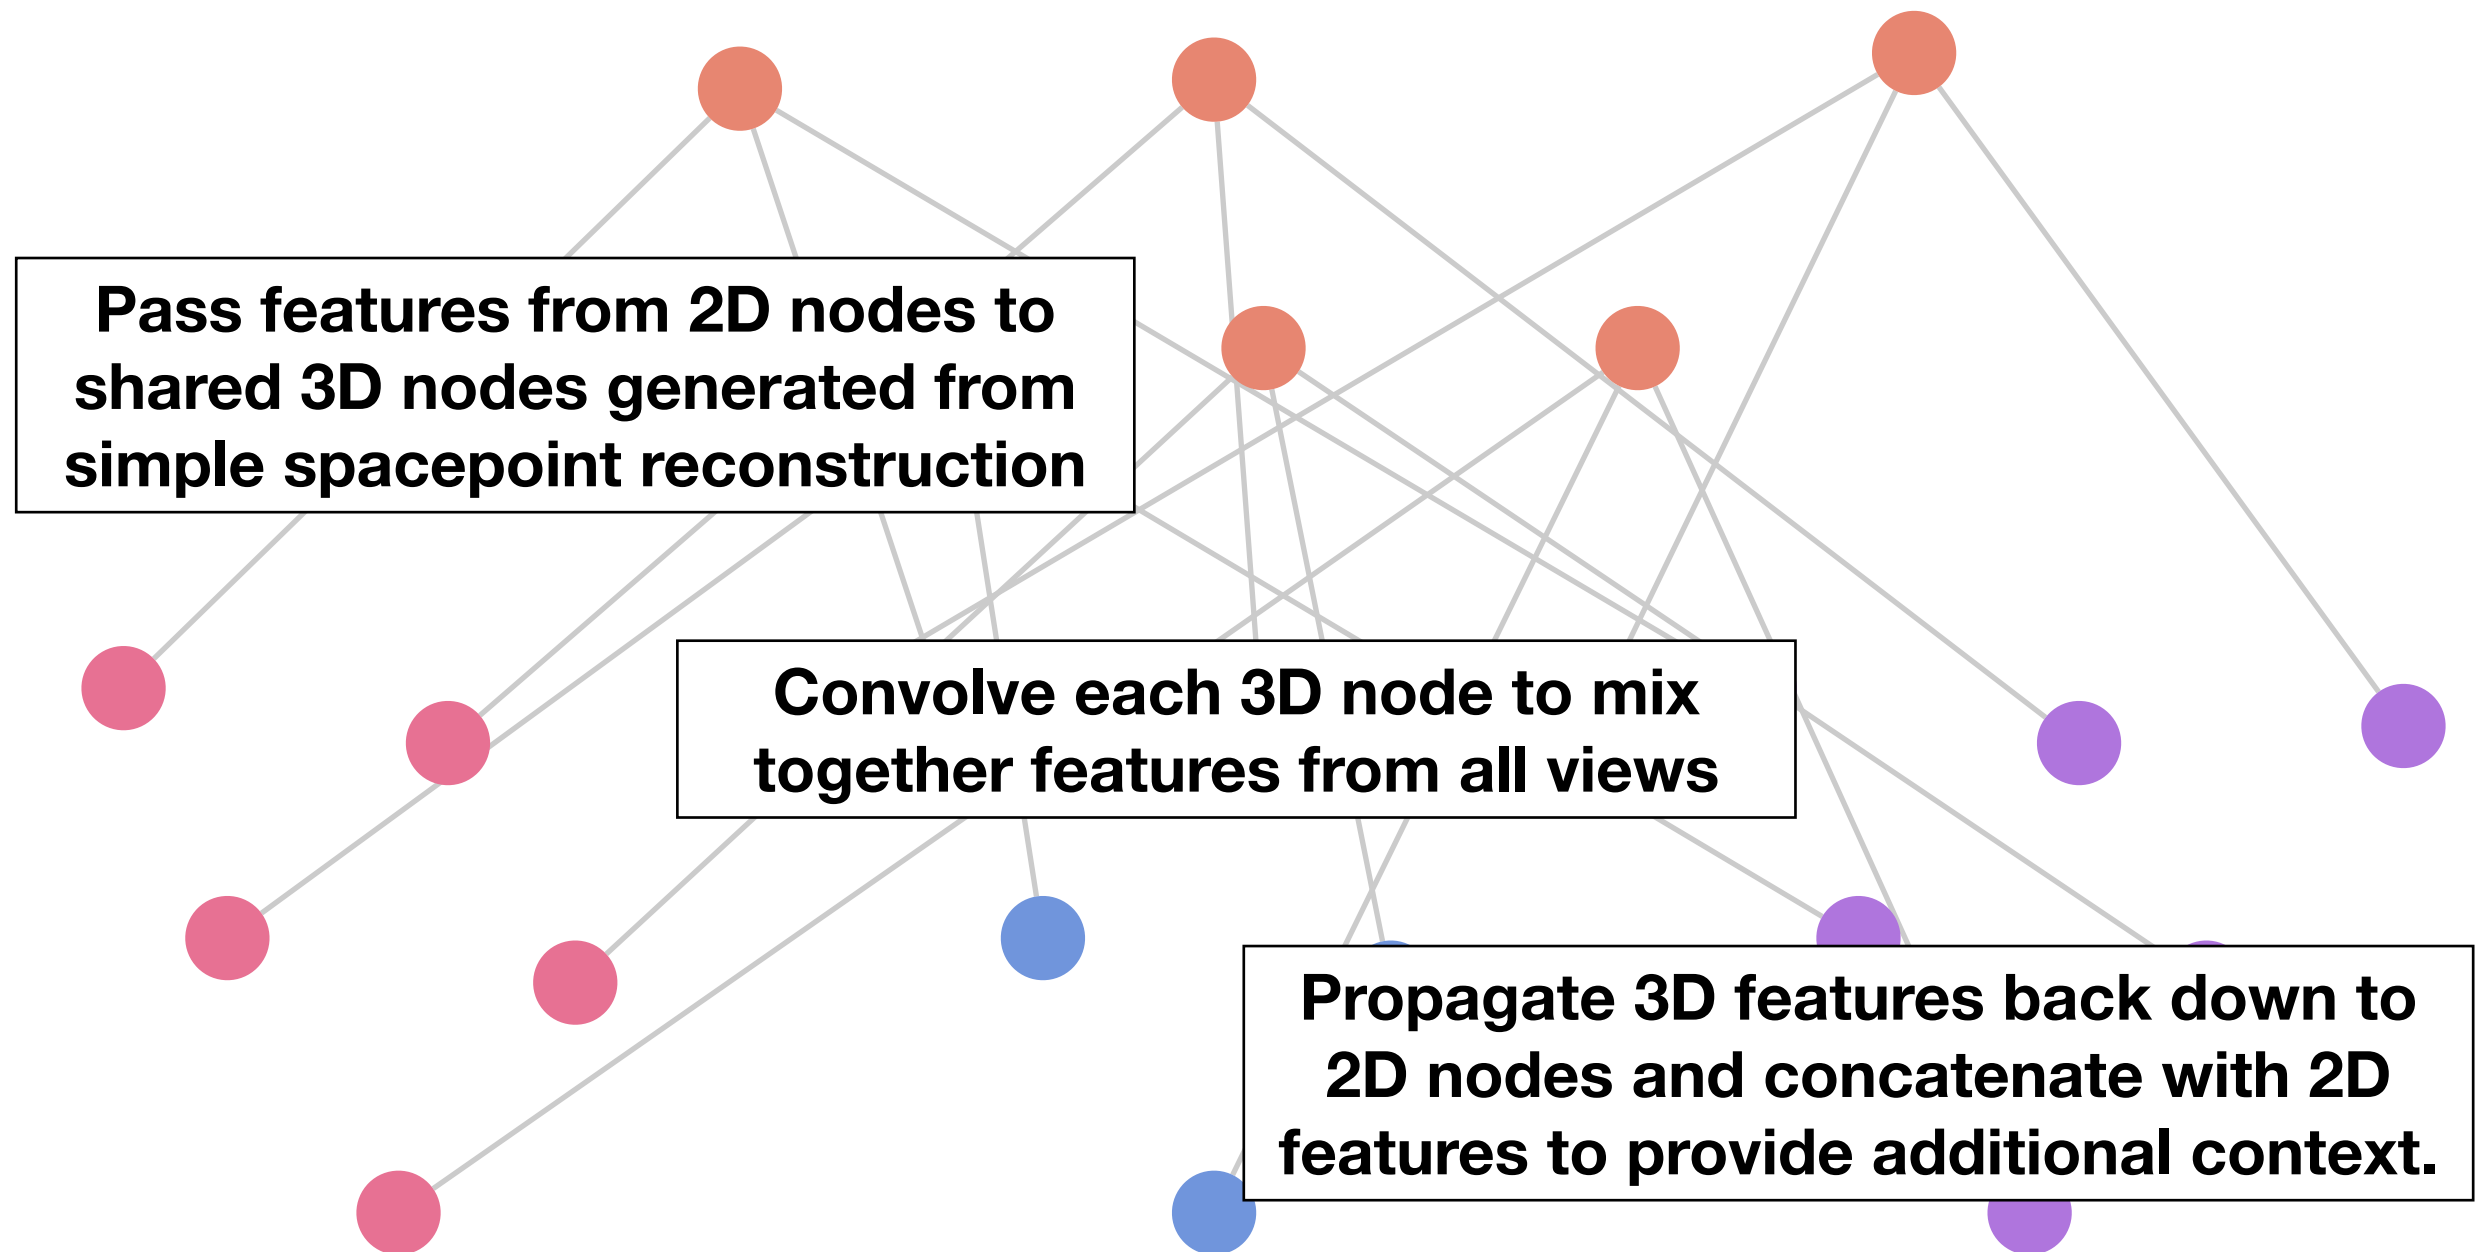 Pass features from 2D nodes to
shared 3D nodes generated from
simple spacepoint reconstruction
Convolve each 3D node to mix
together features from all views
Propagate 3D features back down to
2D nodes and concatenate with 2D
features to provide additional context.